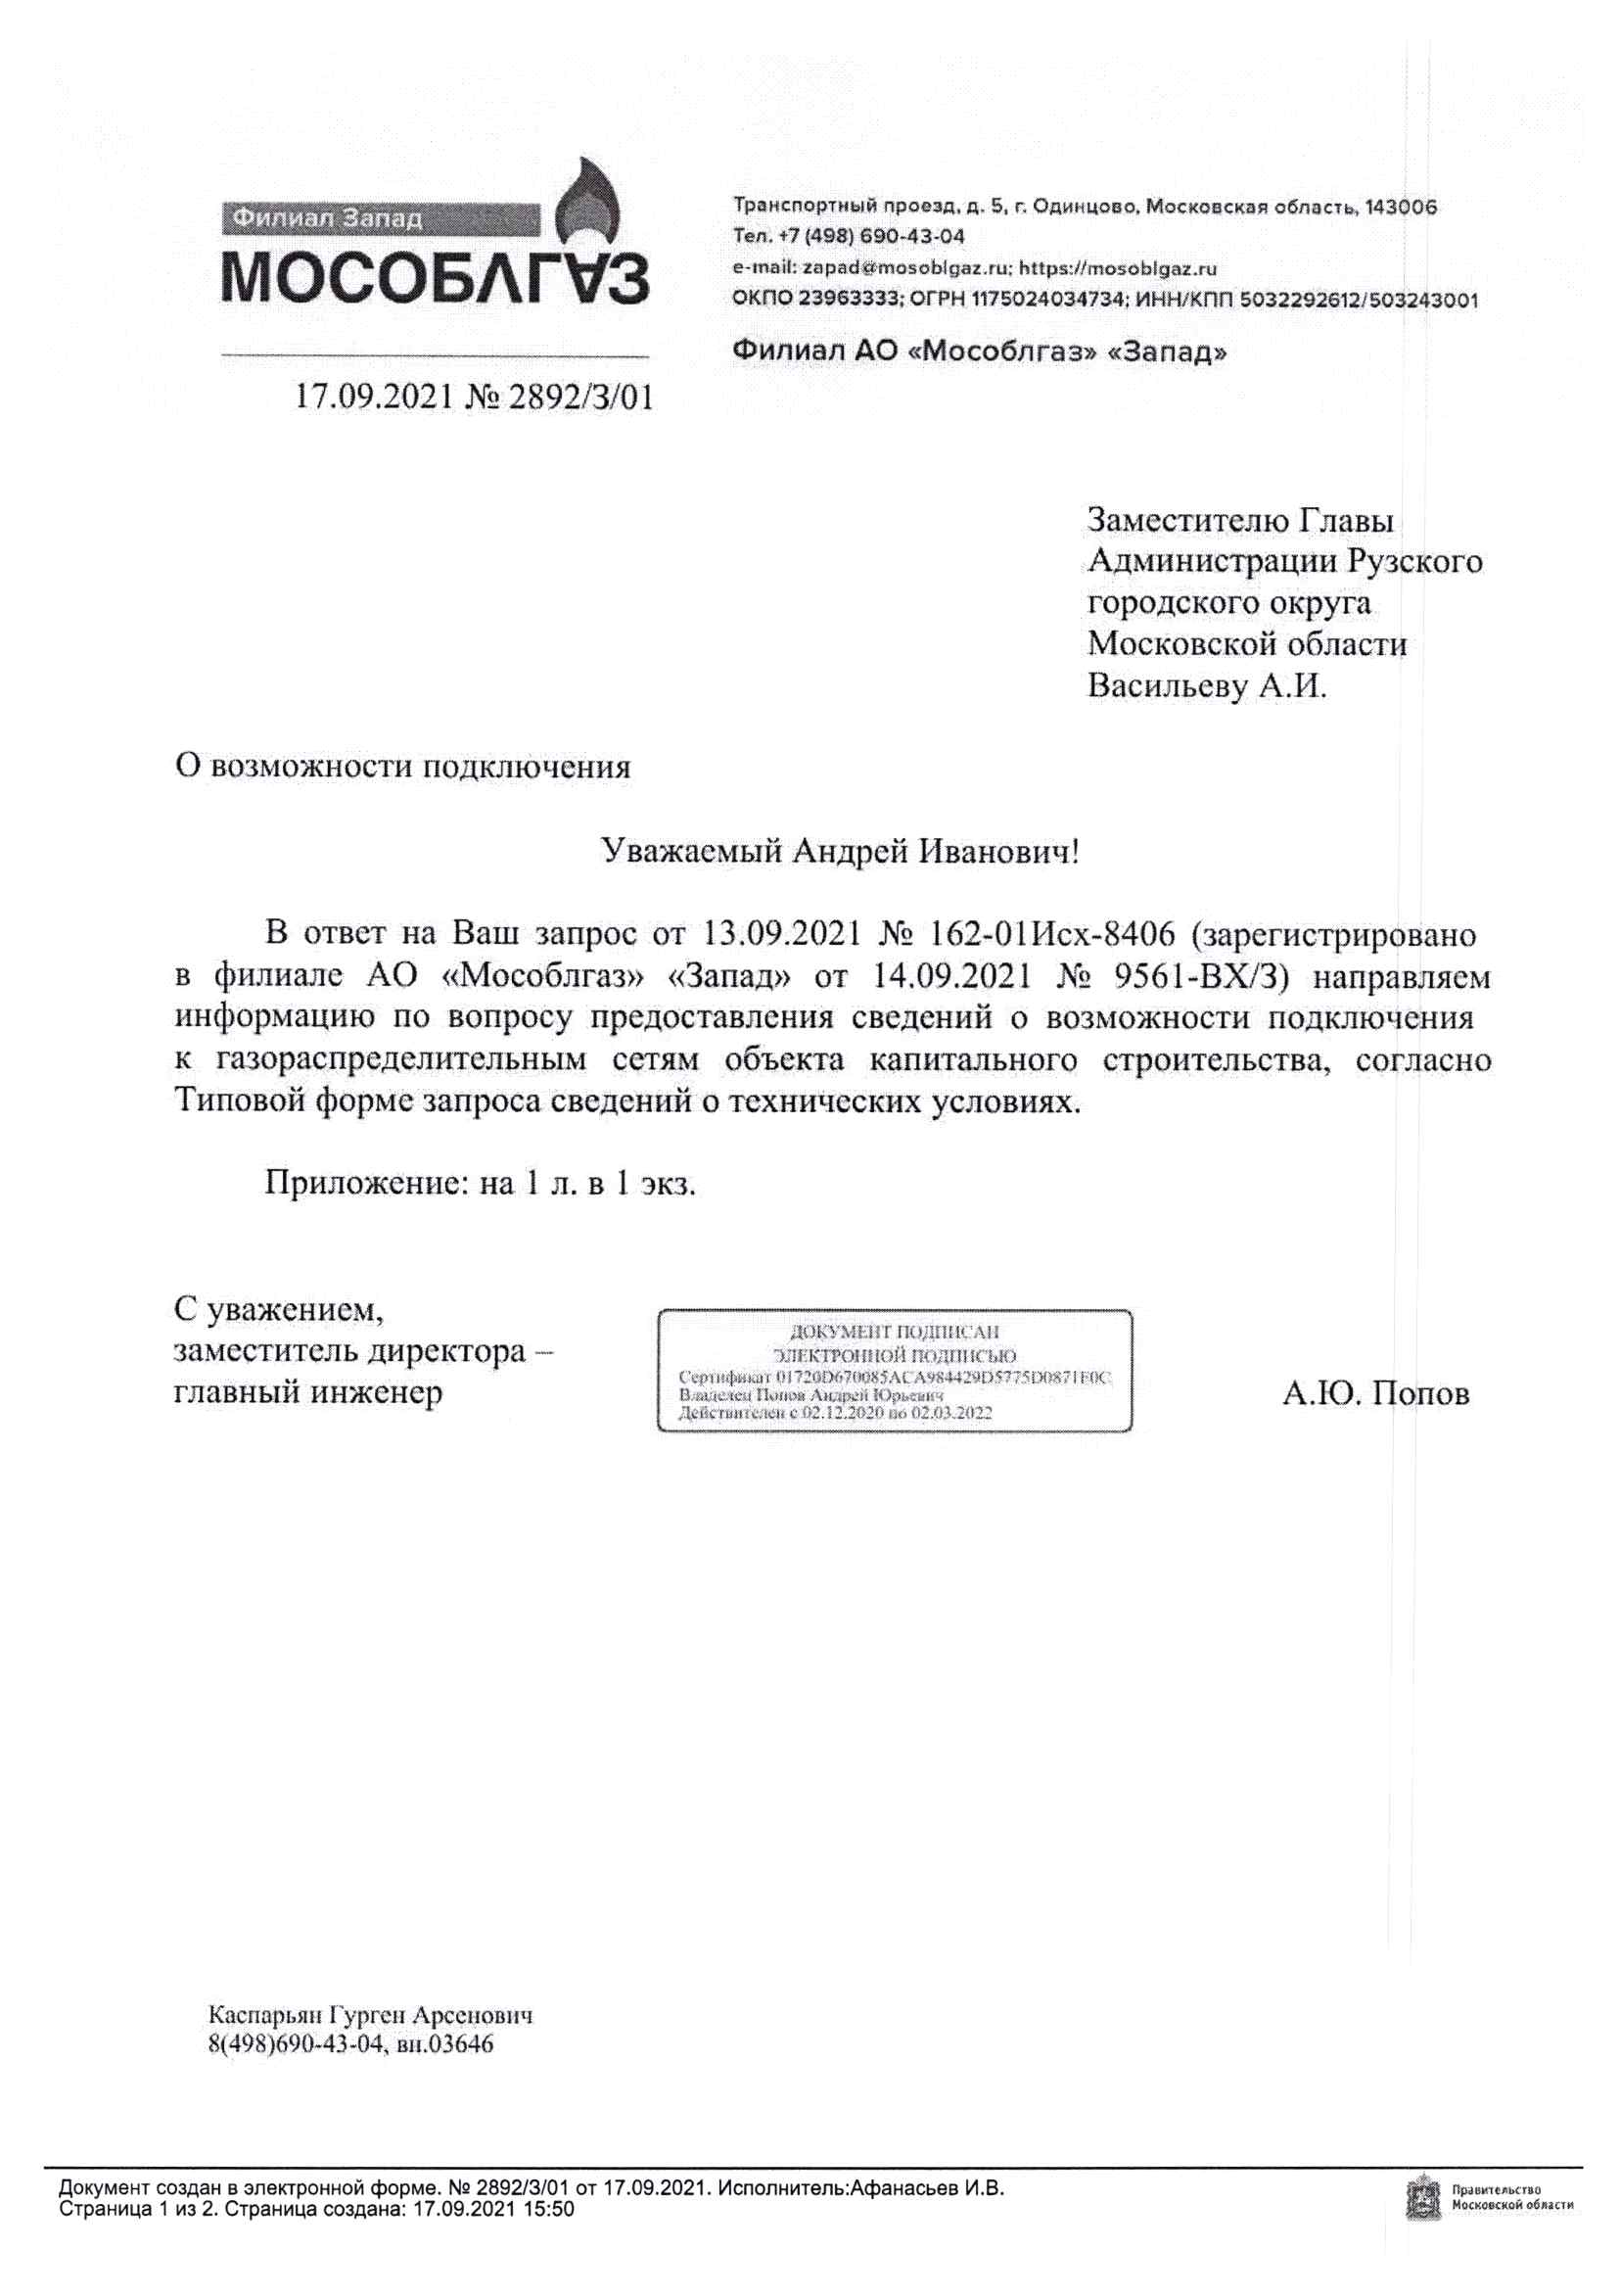 Филиал Запад
МОСОБЛГАЗ
Транспортный проезд, д. 5, г. Одинцово, Московская область, 143006
Тел. +7 (498) 690-43-04
e-mail: zapad@mosoblgaz.ru; https://mosoblgaz.ru
ОКПО 23963333; ОГРН 1175024034734; ИНН/КПП 5032292612/503243001
Филиал АО «Мособлгаз» «Запад»
17.09.2021 № 2892/З/01
Заместителю Главы
Администрации Рузского
городского округа
Московской области
Васильеву А.И.
О возможности подключения
Уважаемый Андрей Иванович!
В ответ на Ваш запрос от 13.09.2021 № 162-01Исх-8406 (зарегистрировано
в филиале АО «Мособлгаз» «Запад» от 14.09.2021 № 9561-ВХ/З) направляем
информацию по вопросу предоставления сведений о возможности подключения
к газораспределительным сетям объекта капитального строительства, согласно
Типовой форме запроса сведений о технических условиях.
Приложение: на 1 л. в 1 экз.
С уважением,
заместитель директора –
главный инженер
ДОКУМЕНТ ПОДПИСАН
ЭЛЕКТРОННОЙ ПОДПИСЬЮ
Сертификат 01720D670085ACA984429D5775D0871F0C
Владелец Попов Андрей Юрьевич
Действителен с 02.12.2020 по 02.03.2022
А.Ю. Попов
Каспарьян Гурген Арсенович
8(498)690-43-04, вн.03646
Документ создан в электронной форме. № 2892/З/01 от 17.09.2021. Исполнитель:Афанасьев И.В.
Страница 1 из 2. Страница создана: 17.09.2021 15:50
Правительство
Московской области